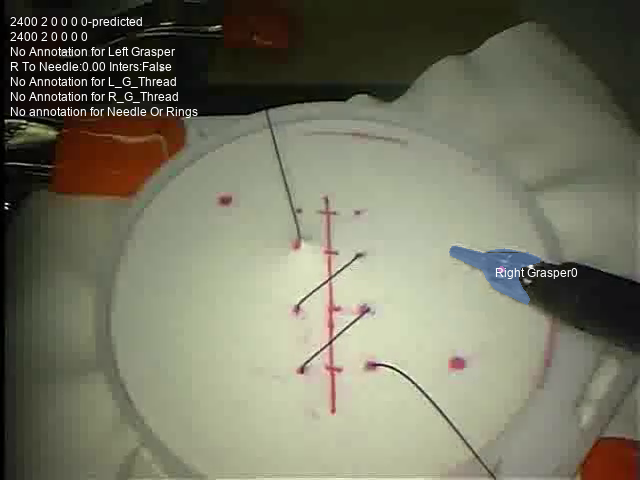 2400 2 0 0 0 0-predicted
2400 2 0 0 0 0
No Annotation for Left Grasper
R To Needle:0.00 Inters:False
No Annotation for L_G_Thread
No Annotation for R_G_Thread
No annotation for Needle Or Rings
Right Grasper0